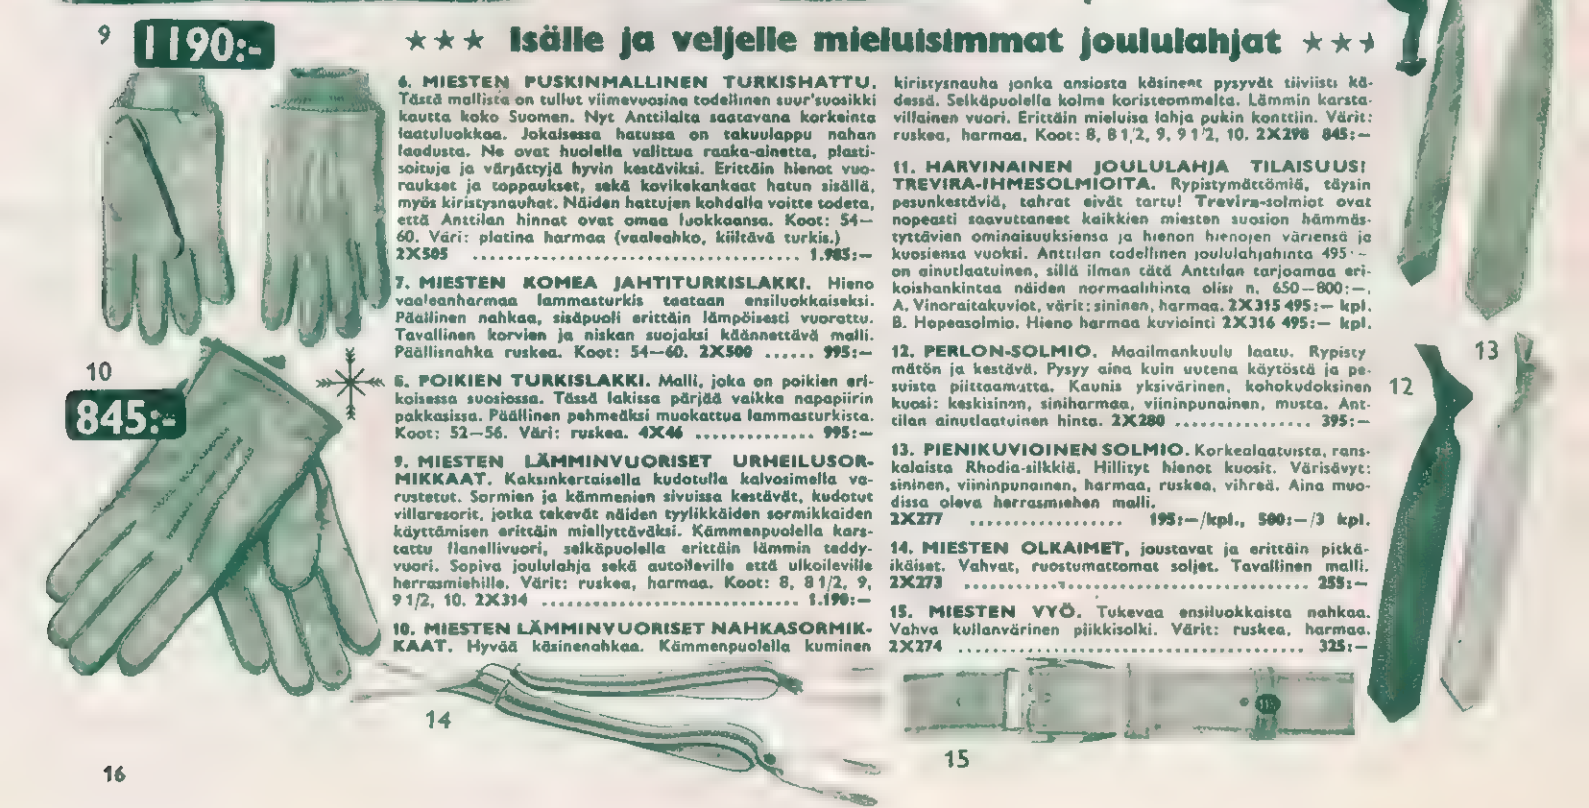 9
1190:-
★★★ Isälle ja veljelle mieluisimmat joululahjat ★★★
6. MIESTEN PUSKINMALLINEN TURKISHATTU.
Tästä mallista on tullut viimevuosina todellinen suur'suosikki
kautta koko Suomen. Nyt Anttilalta saatavana korkeinta
laatuluokkaa. Jokaisessa hatussa on takuulappu nahan
laadusta. Ne ovat huolella valittua raaka-ainetta, plasti-
soituja ja värjättyjä hyvin kestäviksi. Erittäin hienot vuo-
raukset ja toppaukset, sekä kovikekankaat hatun sisällä,
myös kiristysnauhat. Näiden hattujen kohdalla voitte todeta,
että Anttilan hinnat ovat omaa luokkaansa. Koot: 54—
60. Väri: platina harmaa (vaaleahko, kiiltävä turkis.)
2X505 ........ 1.985:—
7. MIESTEN KOMEA JAHTITURKISLAKKI. Hieno
vaaleanharmaa lammasturkis taataan ensiluokkaiseksi.
Päällinen nahkaa, sisäpuoli erittäin lämpöisesti vuorattu.
Tavallinen korvien ja niskan suojaksi käännettävä malli.
Päällisnahka ruskea. Koot: 54—60. 2X500 ...... 995:—
8. POIKIEN TURKISLAKKI. Malli, joka on poikien eri-
koisessa suosiossa. Tässä lakissa pärjää vaikka napapiirin
pakkasissa. Päällinen pehmeäksi muokattua lammasturkista.
Koot: 52—56. Väri: ruskea. 4X46 ............... 995:—
9. MIESTEN LÄMMINVUORISET URHEILUSOR-
MIKKAAT. Kaksinkertaisella kudotulla kalvosimella va-
rustetut. Sormien ja kämmenien sivuissa kestävät, kudotut
villaresorit, jotka tekevät näiden tyylikkäiden sormikkaiden
käyttämisen erittäin miellyttäväksi. Kämmenpuolella kars-
tattu flanellivuori, selkäpuolella erittäin lämmin teddy-
vuori. Sopiva joululahja sekä autoileville että ulkoileville
herrasmiehille. Värit: ruskea, harmaa. Koot: 8, 8 1/2, 9,
9 1/2, 10. 2X314 ........ 1.190:—
10. MIESTEN LÄMMINVUORISET NAHKASORMIK-
KAAT. Hyvää käsinenahkaa. Kämmenpuolella kuminen
kiristysnauha jonka ansiosta käsineet pysyvät tiiviisti kä-
dessä. Selkäpuolella kolme koristeommelta. Lämmin karsta-
villainen vuori. Erittäin mieluisa lahja pukin konttiin. Värit:
ruskea, harmaa, Koot: 8, 8 1/2, 9, 9 1/2, 10. 2X298 845:—
11. HARVINAINEN JOULULAHJA TILAISUUS!
TREVIRA-IHMESOLMIOITA. Rypistymättömiä, täysin
pesunkestäviä, tahrat eivät tartu! Trevira-solmiot ovat
nopeasti saavuttaneet kaikkien miesten suosion hämmäs-
tyttävien ominaisuuksiensa ja hienon hienojen väriensä ja
kuosiensa vuoksi. Anttilan todellinen joululahjahinta 495:—
on ainutlaatuinen, sillä ilman tätä Anttilan tarjoamaa eri-
koishankintaa näiden normaalihinta olisi n. 650—800:—.
A. Vinoraitakuviot, värit: sininen, harmaa. 2X315 495:— kpl.
B. Hopeasolmio. Hieno harmaa kuviointi 2X316 495:— kpl.
12. PERLON-SOLMIO. Maailmankuulu laatu. Rypisty
mätön ja kestävä. Pysyy aina kuin uutena käytöstä ja pe-
suista piittaamatta. Kaunis yksivärinen, kohokudoksinen
kuosi: keskisinen, siniharmaa, viininpunainen, musta. Ant-
tilan ainutlaatuinen hinta. 2X280 ................ 395:—
13. PIENIKUVIOINEN SOLMIO. Korkealaatuista, rans-
kalaista Rhodia-silkkiä, Hillityt hienot kuosit. Värisävyt:
sininen, viininpunainen, harmaa, ruskea, vihreä. Aina muo-
dissa oleva herrasmiehen malli.
2X277 .................. 195:—/kpl., 500:—/3 kpl.
14. MIESTEN OLKAIMET, joustavat ja erittäin pitkä-
ikäiset. Vahvat, ruostumattomat soljet. Tavallinen malli.
2X273 ........ 255:—
15. MIESTEN VYÖ. Tukevaa ensiluokkaista nahkaa.
Vahva kullanvärinen piikkisolki. Värit: ruskea, harmaa.
2X274 ........ 325:—
10
845:-
12
13
14
15
16